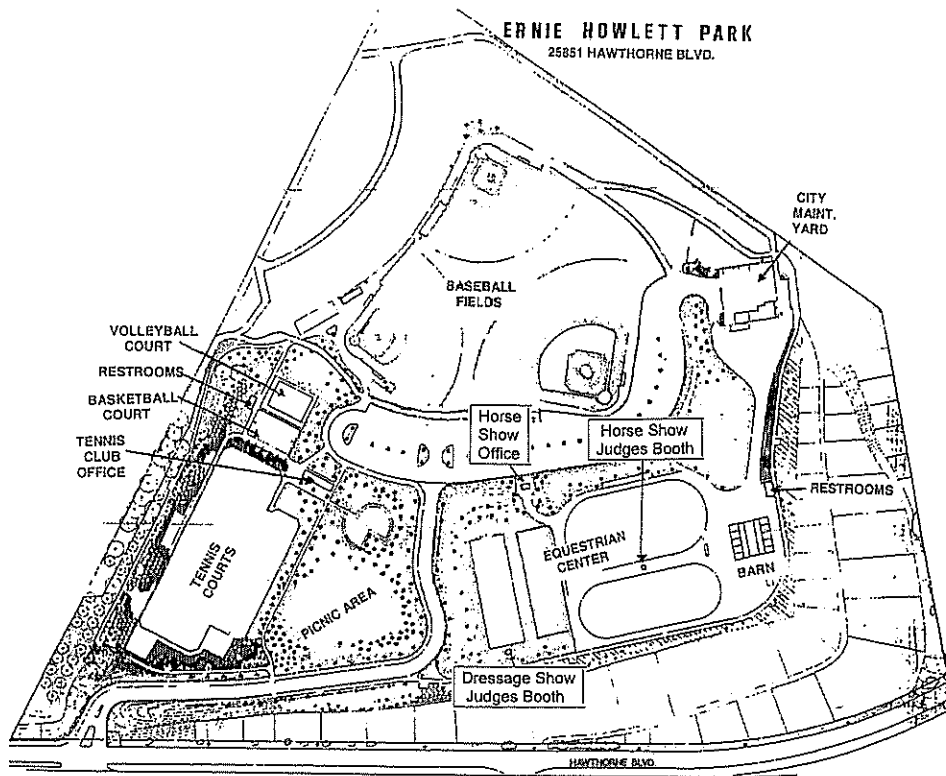 ERNIE HOWLETT PARK
25851 HAWTHORNE BLVD.
CITY
MAINT.
YARD
BASEBALL
FIELDS
VOLLEYBALL
COURT
RESTROOMS
BASKETBALL
COURT
TENNIS
CLUB
OFFICE
Horse
Show
Office
Horse Show
Judges Booth
RESTROOMS
EQUESTRIAN
CENTER
BARN
TENNIS
COURTS
PICNIC AREA
Dressage Show
Judges Booth
HAWTHORNE BLVD.